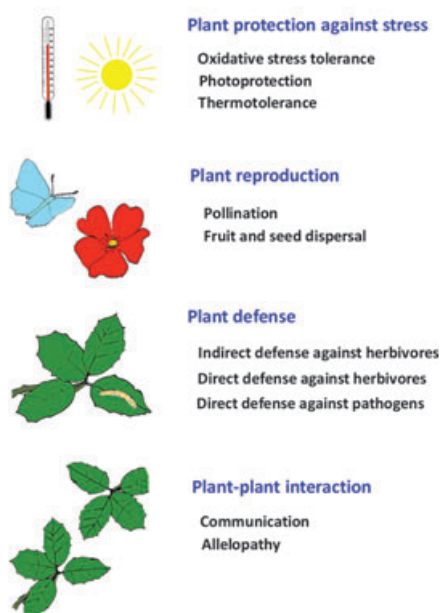 Plant protection against stress
Oxidative stress tolerance
Photoprotection
Thermotolerance
Plant reproduction
Pollination
Fruit and seed dispersal
Plant defense
Indirect defense against herbivores
Direct defense against herbivores
Direct defense against pathogens
Plant-plant interaction
Communication
Allelopathy